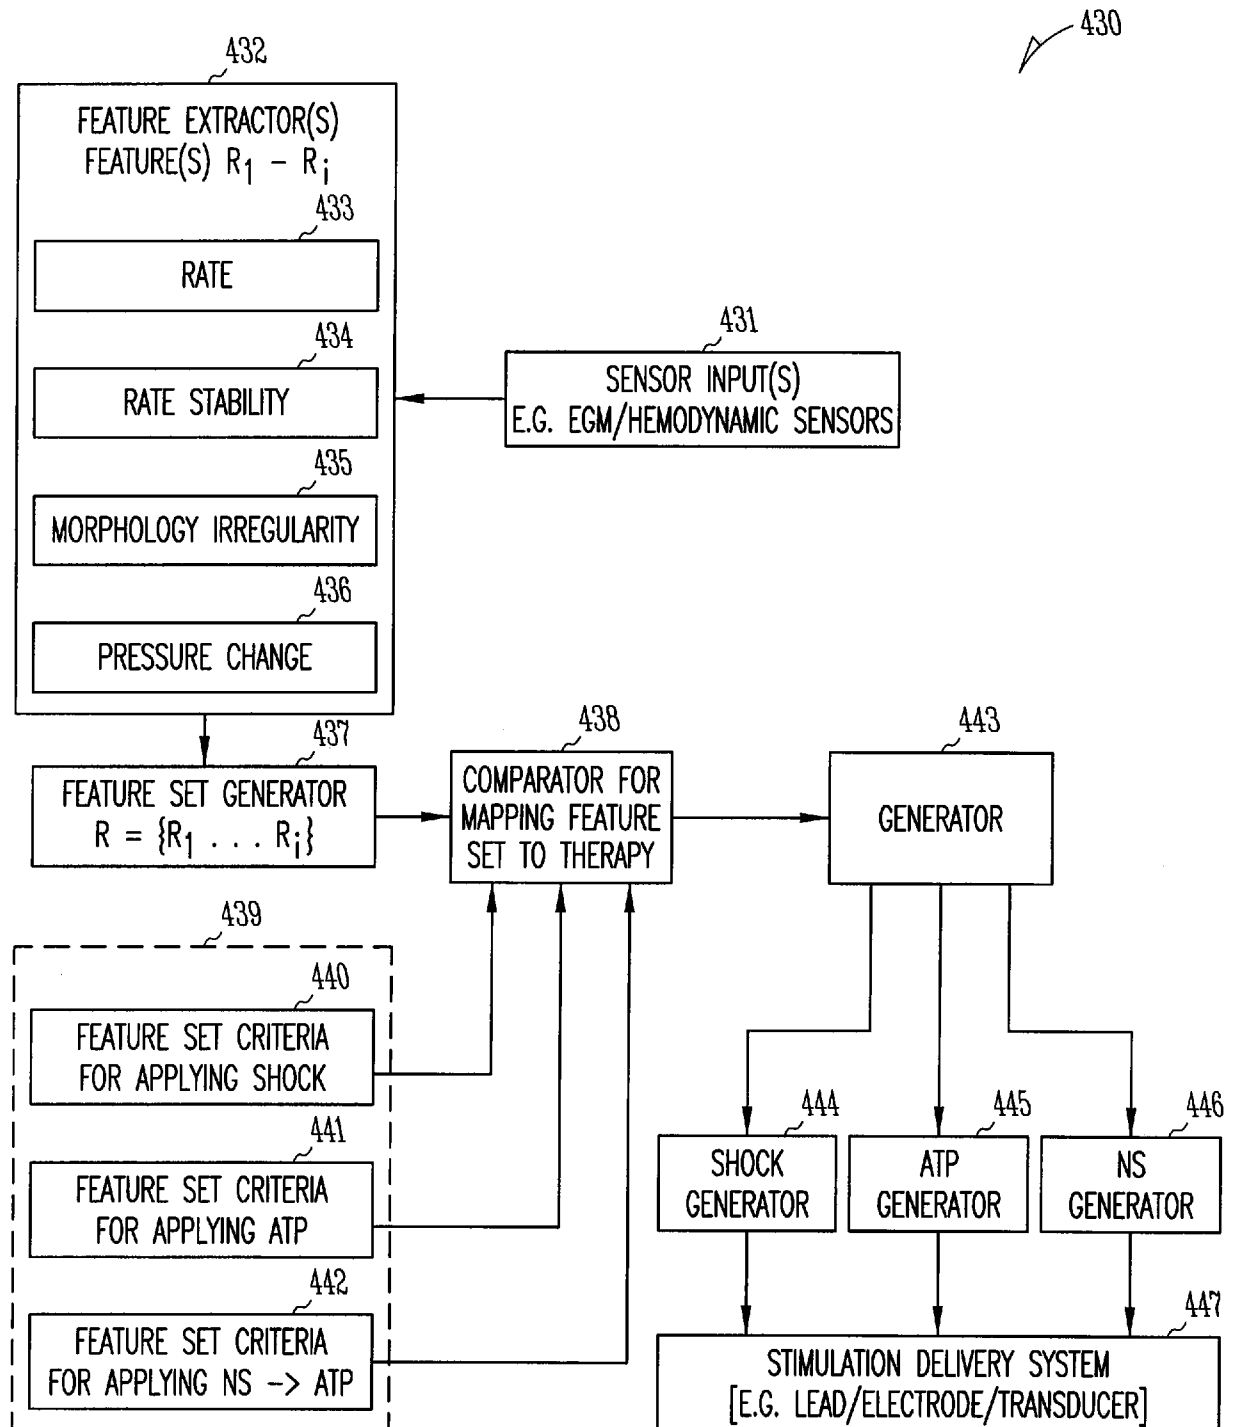 430
432
FEATURE EXTRACTOR(S)
FEATURE(S) R1 - Ri
433
RATE
434
RATE STABILITY
435
MORPHOLOGY IRREGULARITY
436
PRESSURE CHANGE
431
SENSOR INPUT(S)
E.G. EGM/HEMODYNAMIC SENSORS
437
FEATURE SET GENERATOR
R = {R1 . . . Ri}
438
COMPARATOR FOR
MAPPING FEATURE
SET TO THERAPY
443
GENERATOR
439
440
FEATURE SET CRITERIA
FOR APPLYING SHOCK
441
FEATURE SET CRITERIA
FOR APPLYING ATP
442
FEATURE SET CRITERIA
FOR APPLYING NS -> ATP
444
SHOCK
GENERATOR
445
ATP
GENERATOR
446
NS
GENERATOR
447
STIMULATION DELIVERY SYSTEM
[E.G. LEAD/ELECTRODE/TRANSDUCER]